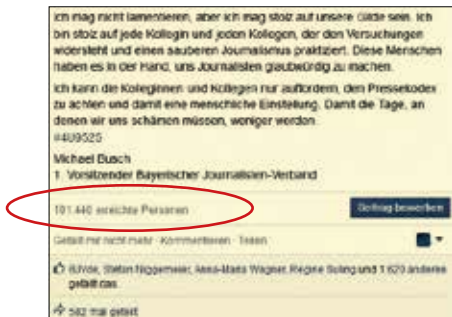 ich mag nicht lamentieren, aber ich mag stolz auf unsere Gilde sein. Ich
bin stolz auf jede Kollegin und jeden Kollegen, der den Versuchungen
widersteht und einen sauberen Journalismus praktiziert. Diese Menschen
haben es in der Hand, uns Journalisten glaubwürdig zu machen.
Ich kann die Kolleginnen und Kollegen nur auffordern, den Pressekodex
zu achten und damit eine menschliche Einstellung. Damit die Tage, an
denen wir uns schämen müssen, weniger werden.
#4U9525
Michael Busch
1. Vorsitzender Bayerischer Journalisten-Verband
101.440 erreichte Personen
Beitrag bewerben
Gefällt mir nicht mehr · Kommentieren · Teilen
BJVde, Stefan Niggemeier, Anna-Maria Wagner, Regine Suling und 1.620 anderen
gefällt das.
582 mal geteilt